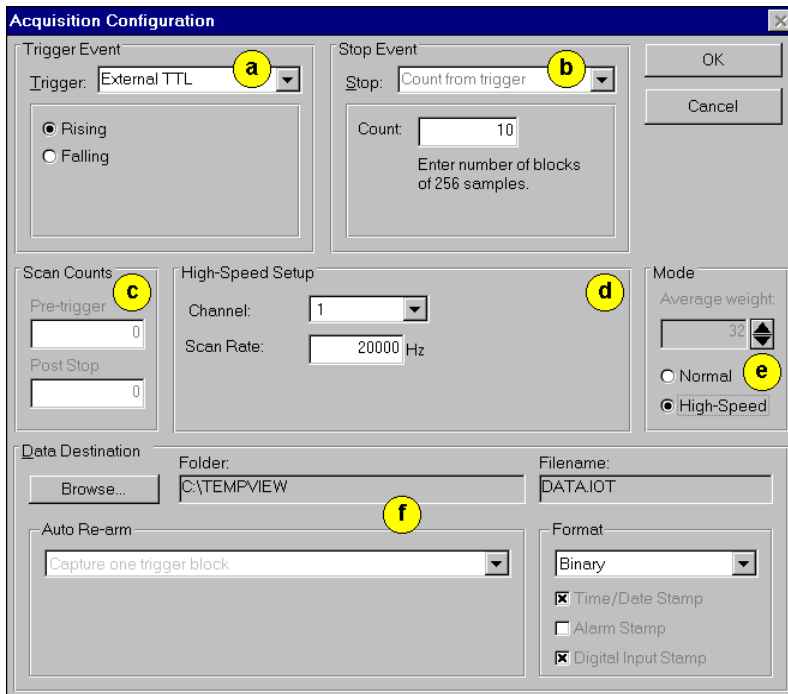 Acquisition Configuration
Trigger Event
a
Trigger: External TTL
Rising
Falling
Stop Event
b
Stop: Count from trigger
Count: 10
Enter number of blocks
of 256 samples.
OK
Cancel
Scan Counts
c
Pre-trigger
0
Post Stop
0
High-Speed Setup
d
Channel: 1
Scan Rate: 20000 Hz
Mode
Average weight:
32
e
Normal
High-Speed
Data Destination
Browse...
Folder:
C:\TEMPVIEW
Filename:
DATA.IOT
f
Auto Re-arm
Capture one trigger block
Format
Binary
Time/Date Stamp
Alarm Stamp
Digital Input Stamp